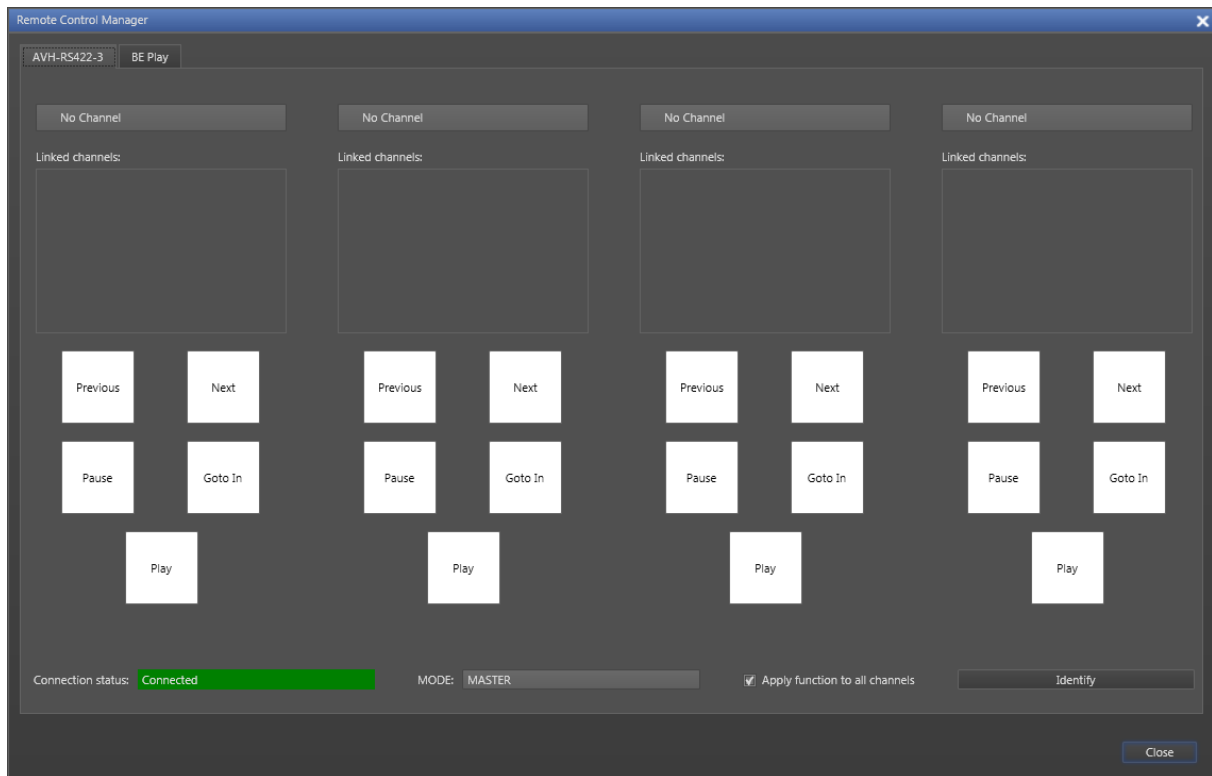 Remote Control Manager
AVH-RS422-3 BE Play
No Channel No Channel No Channel No Channel
Linked channels: Linked channels: Linked channels: Linked channels:
Previous Next Previous Next Previous Next Previous Next
Pause Goto In Pause Goto In Pause Goto In Pause Goto In
Play Play Play Play
Connection status: Connected MODE: MASTER Apply function to all channels Identify
Close